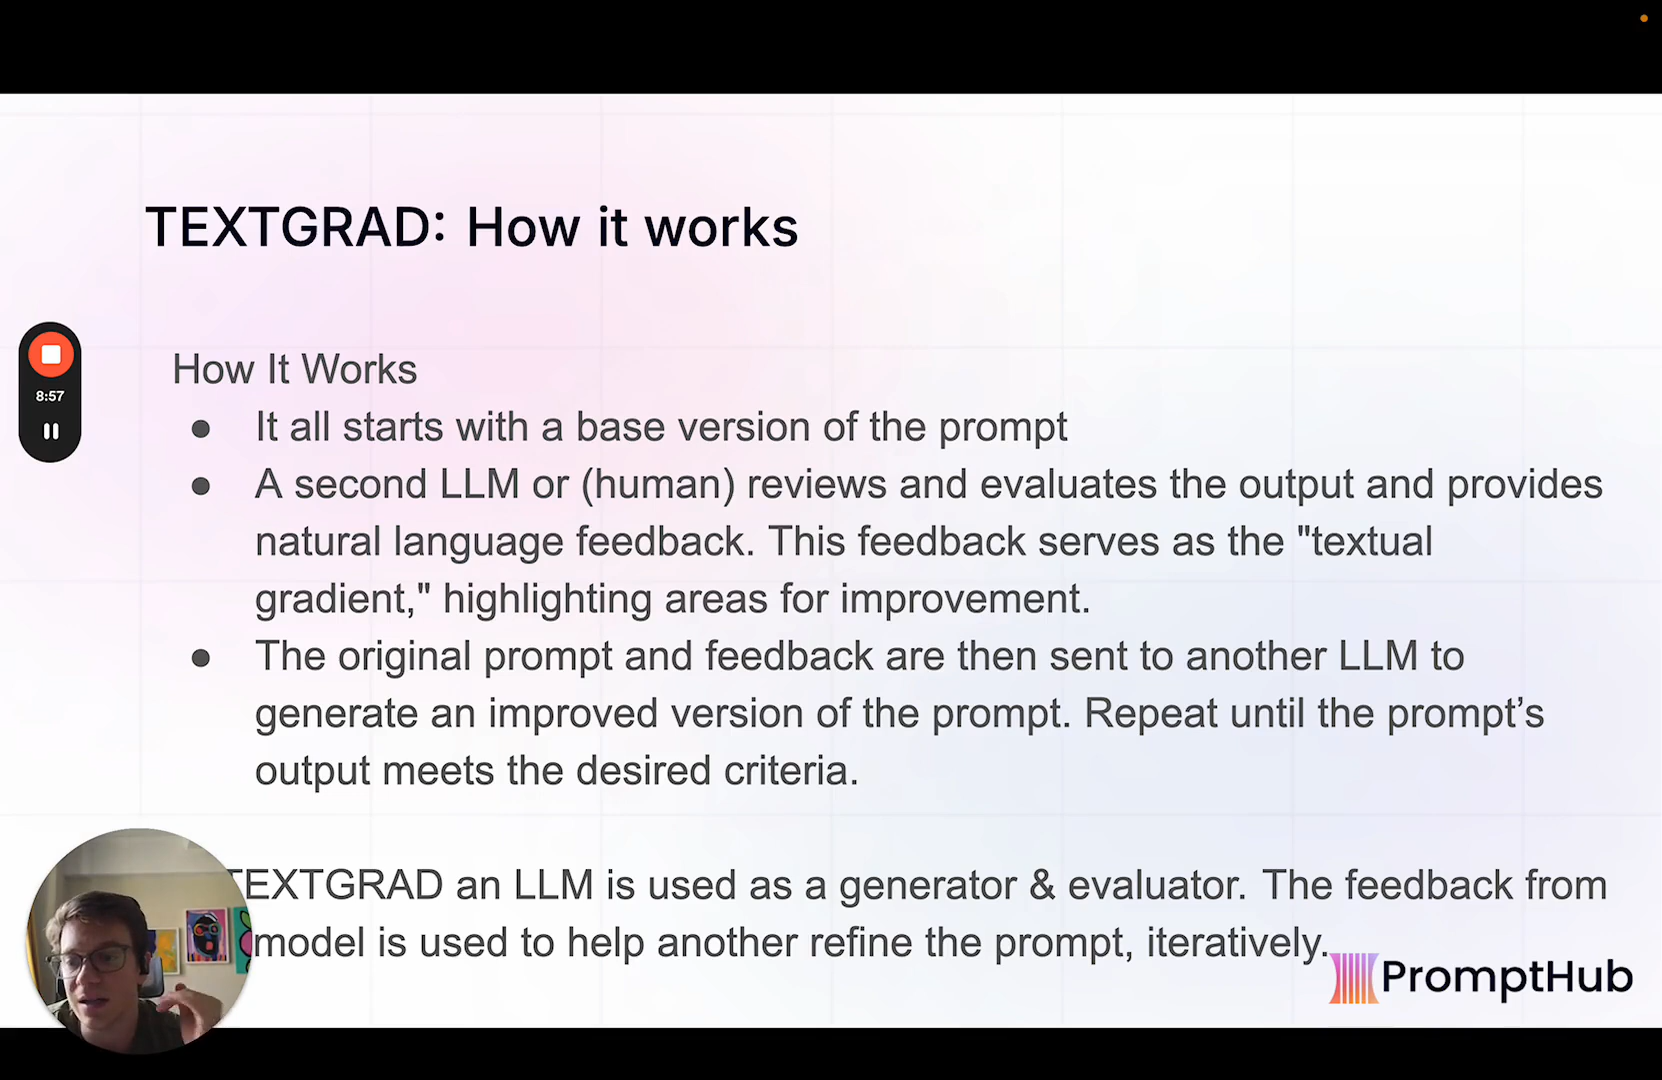 TEXTGRAD: How it works
8:57
How It Works
● It all starts with a base version of the prompt
● A second LLM or (human) reviews and evaluates the output and provides
natural language feedback. This feedback serves as the "textual
gradient," highlighting areas for improvement.
● The original prompt and feedback are then sent to another LLM to
generate an improved version of the prompt. Repeat until the prompt’s
output meets the desired criteria.
TEXTGRAD an LLM is used as a generator & evaluator. The feedback from
model is used to help another refine the prompt, iteratively.
PromptHub